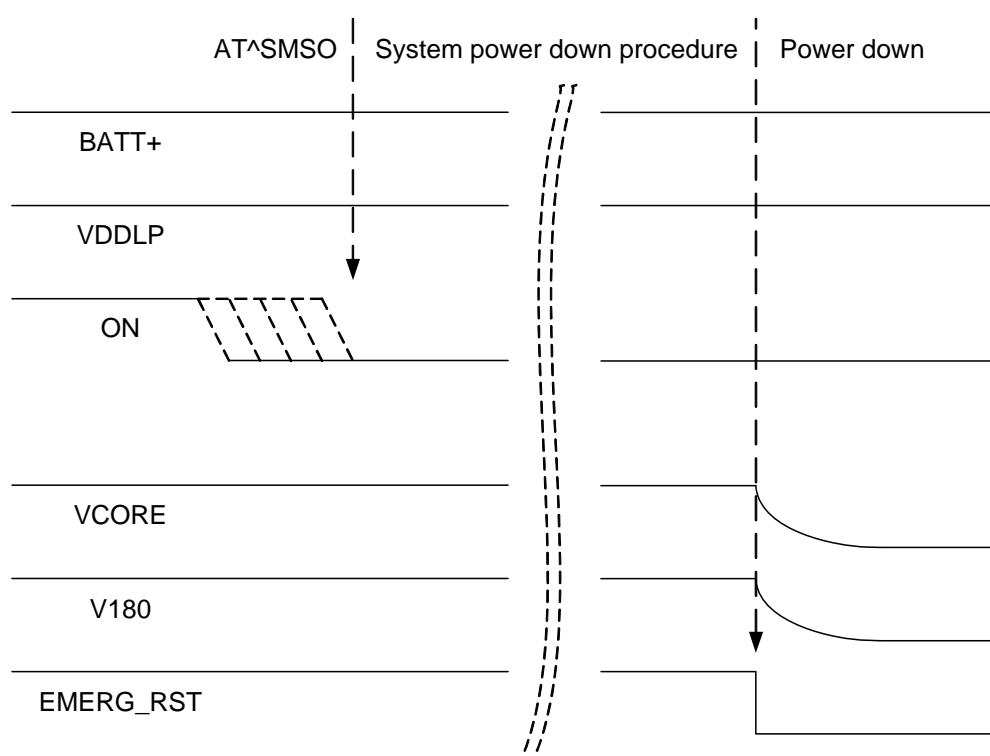 AT^SMSO
System power down procedure
Power down
BATT+
VDDLP
ON
VCORE
V180
EMERG_RST